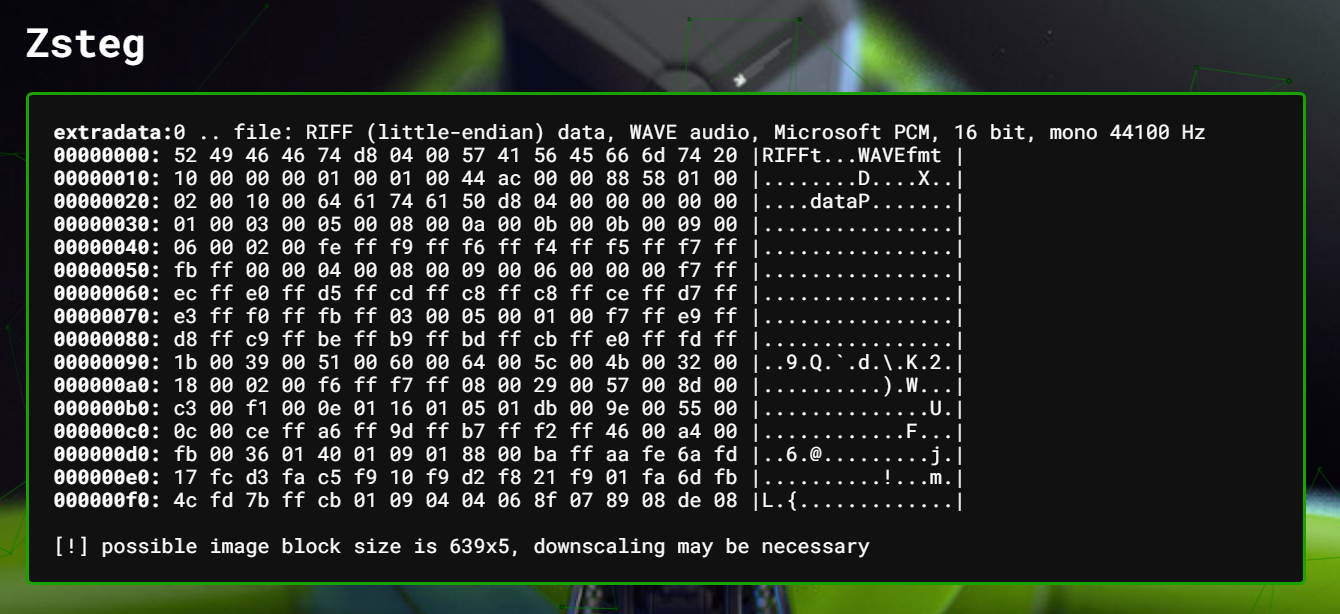 Zsteg
extradata:0 .. file: RIFF (little-endian) data, WAVE audio, Microsoft PCM, 16 bit, mono 44100 Hz
00000000: 52 49 46 46 74 d8 04 00 57 41 56 45 66 6d 74 20 |RIFFt...WAVEfmt |
00000010: 10 00 00 00 01 00 01 00 44 ac 00 00 88 58 01 00 |........D....X..|
00000020: 02 00 10 00 64 61 74 61 50 d8 04 00 00 00 00 00 |....dataP.......|
00000030: 01 00 03 00 05 00 08 00 0a 00 0b 00 0b 00 09 00 |................|
00000040: 06 00 02 00 fe ff f9 ff f6 ff f4 ff f5 ff f7 ff |................|
00000050: fb ff 00 00 04 00 08 00 09 00 06 00 00 00 f7 ff |................|
00000060: ec ff e0 ff d5 ff cd ff c8 ff c8 ff ce ff d7 ff |................|
00000070: e3 ff f0 ff fb ff 03 00 05 00 01 00 f7 ff e9 ff |................|
00000080: d8 ff c9 ff be ff b9 ff bd ff cb ff e0 ff fd ff |................|
00000090: 1b 00 39 00 51 00 60 00 64 00 5c 00 4b 00 32 00 |..9.Q.`.d.\.K.2.|
000000a0: 18 00 02 00 f6 ff f7 ff 08 00 29 00 57 00 8d 00 |..........).W...|
000000b0: c3 00 f1 00 0e 01 16 01 05 01 db 00 9e 00 55 00 |..............U.|
000000c0: 0c 00 ce ff a6 ff 9d ff b7 ff f2 ff 46 00 a4 00 |............F...|
000000d0: fb 00 36 01 40 01 09 01 88 00 ba ff aa fe 6a fd |..6.@.........j.|
000000e0: 17 fc d3 fa c5 f9 10 f9 d2 f8 21 f9 01 fa 6d fb |..........!...m.|
000000f0: 4c fd 7b ff cb 01 09 04 04 06 8f 07 89 08 de 08 |L.{.............|
[!] possible image block size is 639x5, downscaling may be necessary